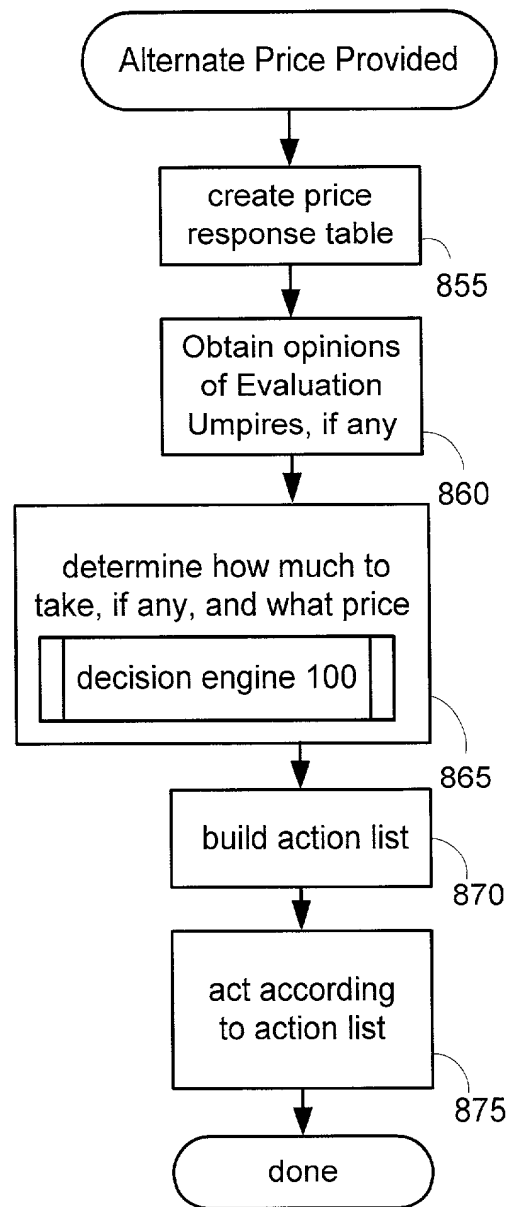 Alternate Price Provided
create price
response table
855
Obtain opinions
of Evaluation
Umpires, if any
860
determine how much to
take, if any, and what price
decision engine 100
865
build action list
870
act according
to action list
875
done